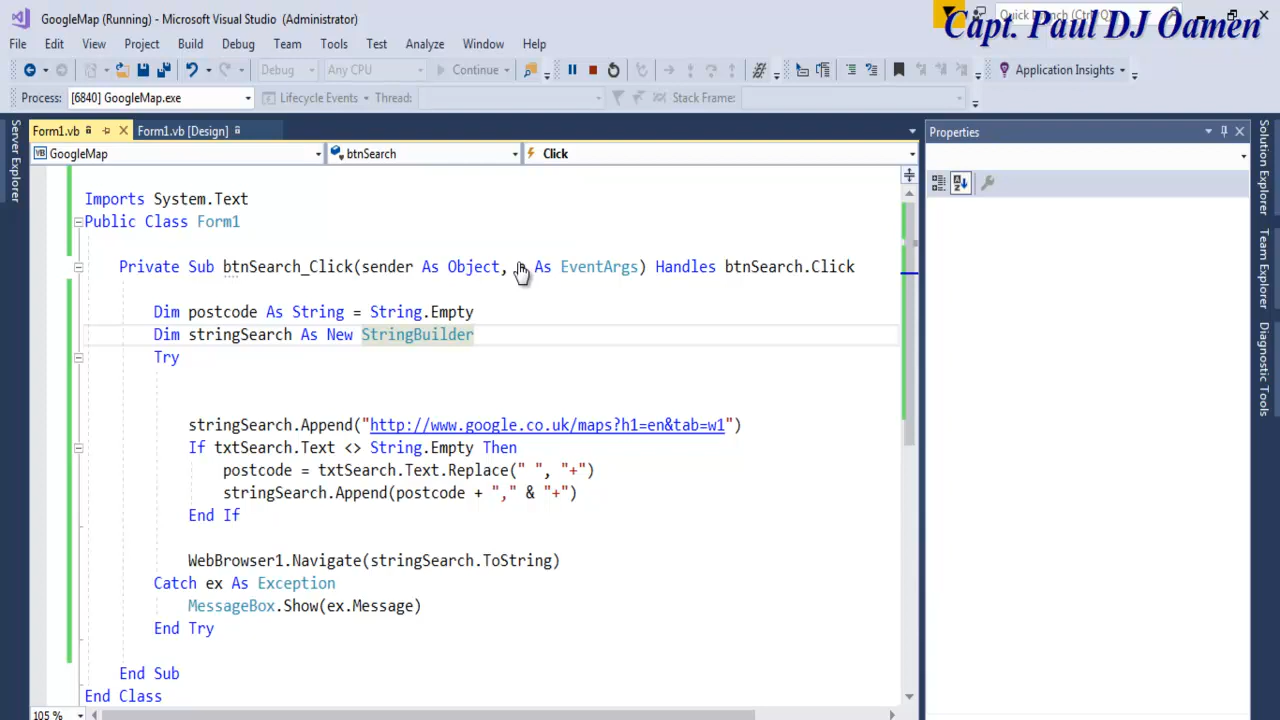 GoogleMap (Running) - Microsoft Visual Studio (Administrator)
Quick Launch (Ctrl+Q)
Capt. Paul DJ Oamen
File Edit View Project Build Debug Team Tools Test Analyze Window Help
Debug Any CPU Continue Application Insights
Process: [6840] GoogleMap.exe Lifecycle Events Thread: Stack Frame:
Form1.vb Form1.vb [Design]
Properties
GoogleMap btnSearch Click
Server Explorer
Solution Explorer
Team Explorer
Diagnostic Tools
Imports System.Text
Public Class Form1
Private Sub btnSearch_Click(sender As Object, As EventArgs) Handles btnSearch.Click
Dim postcode As String = String.Empty
Dim stringSearch As New StringBuilder
Try
stringSearch.Append("http://www.google.co.uk/maps?h1=en&tab=w1")
If txtSearch.Text <> String.Empty Then
postcode = txtSearch.Text.Replace(" ", "+")
stringSearch.Append(postcode + "," & "+")
End If
WebBrowser1.Navigate(stringSearch.ToString)
Catch ex As Exception
MessageBox.Show(ex.Message)
End Try
End Sub
End Class
105 %